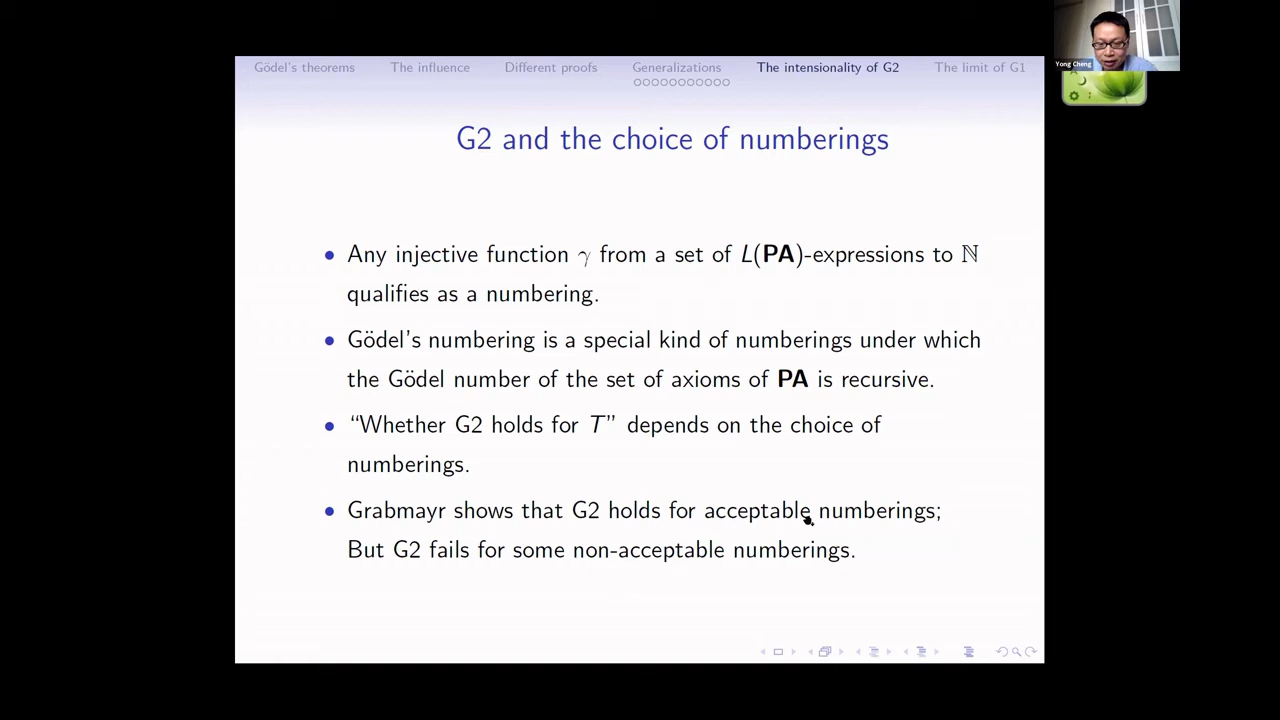 Gödel's theorems The influence Different proofs Generalizations The intensionality of G2 The limit of G1
Yong Cheng
G2 and the choice of numberings
• Any injective function γ from a set of L(PA)-expressions to ℕ
qualifies as a numbering.
• Gödel's numbering is a special kind of numberings under which
the Gödel number of the set of axioms of PA is recursive.
• “Whether G2 holds for T” depends on the choice of
numberings.
• Grabmayr shows that G2 holds for acceptable numberings;
But G2 fails for some non-acceptable numberings.